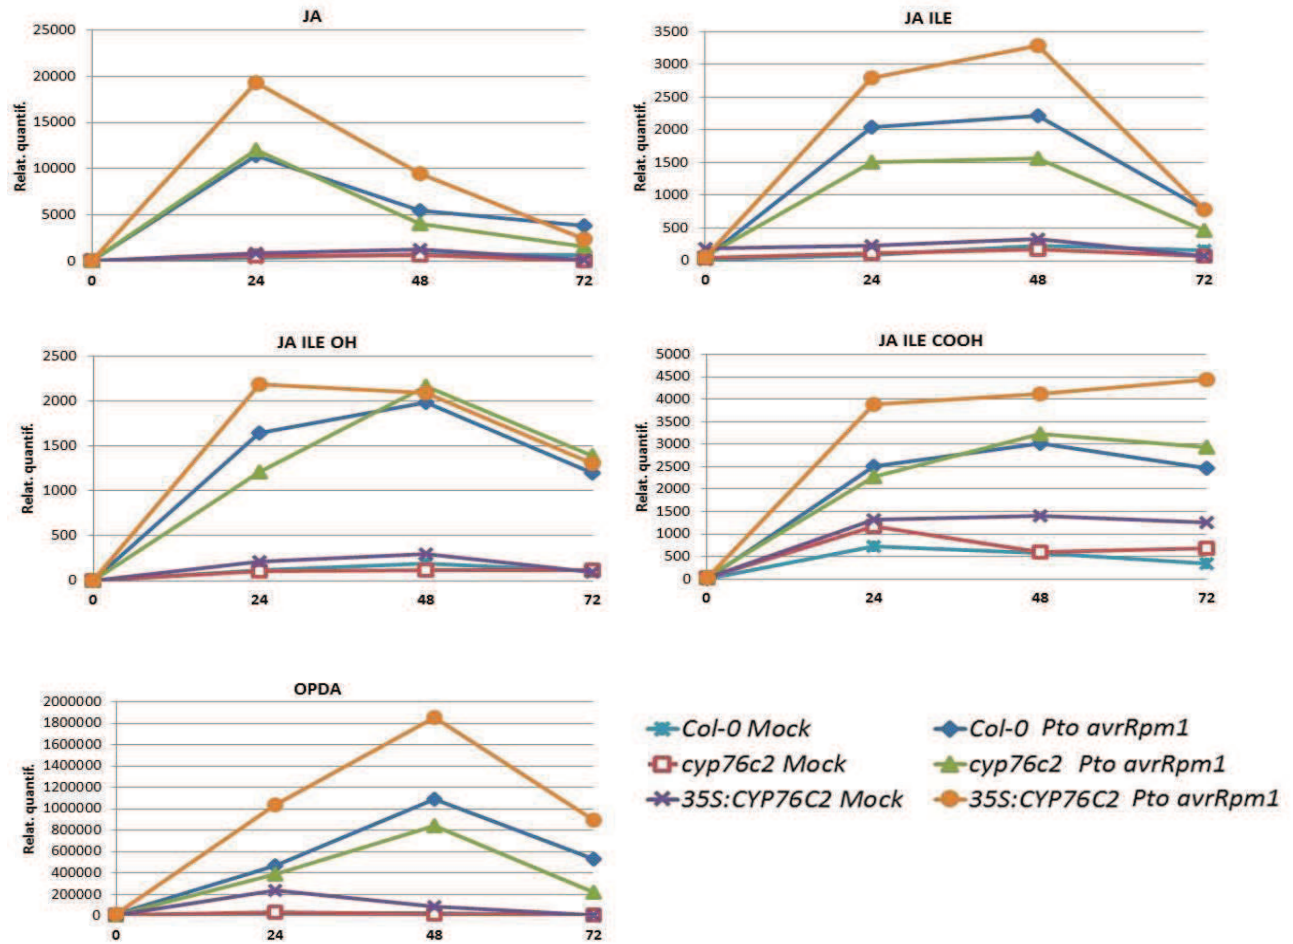 JA
Relat. quantif.
25000
20000
15000
10000
5000
0
0 24 48 72
JA ILE
Relat. quantif.
3500
3000
2500
2000
1500
1000
500
0
0 24 48 72
JA ILE OH
Relat. quantif.
2500
2000
1500
1000
500
0
0 24 48 72
JA ILE COOH
Relat. quantif.
5000
4500
4000
3500
3000
2500
2000
1500
1000
500
0
0 24 48 72
OPDA
Relat. quantif.
2000000
1800000
1600000
1400000
1200000
1000000
800000
600000
400000
200000
0
0 24 48 72
Col-0 Mock
Col-0 Pto avrRpm1
cyp76c2 Mock
cyp76c2 Pto avrRpm1
35S:CYP76C2 Mock
35S:CYP76C2 Pto avrRpm1